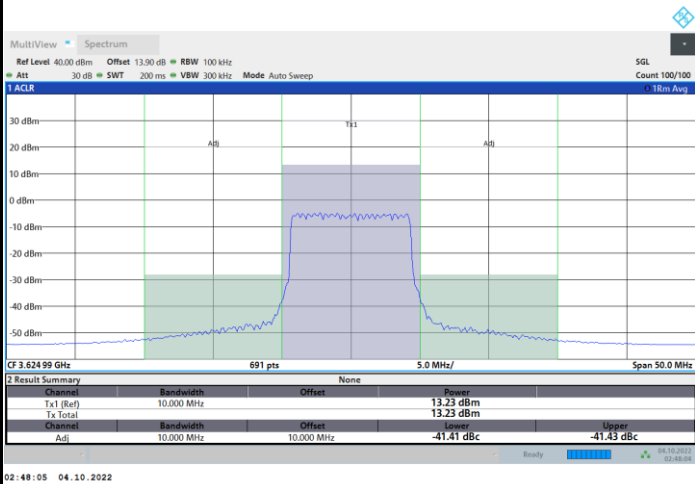 MultiView Spectrum
Ref Level 40.00 dBm Offset 13.90 dB RBW 100 kHz SGL
Att 30 dB SWT 200 ms VBW 300 kHz Mode Auto Sweep Count 100/100
1 ACLR 1Rm Avg
30 dBm
Tx1
20 dBm
Adj Adj
10 dBm
0 dBm
-10 dBm
-20 dBm
-30 dBm
-40 dBm
-50 dBm
CF 3.624 99 GHz 691 pts 5.0 MHz/ Span 50.0 MHz
2 Result Summary None
Channel Bandwidth Offset Power
Tx1 (Ref) 10.000 MHz 13.23 dBm
Tx Total 13.23 dBm
Channel Bandwidth Offset Lower Upper
Adj 10.000 MHz 10.000 MHz -41.41 dBc -41.43 dBc
Ready 04.10.2022
02:48:04
02:48:05 04.10.2022